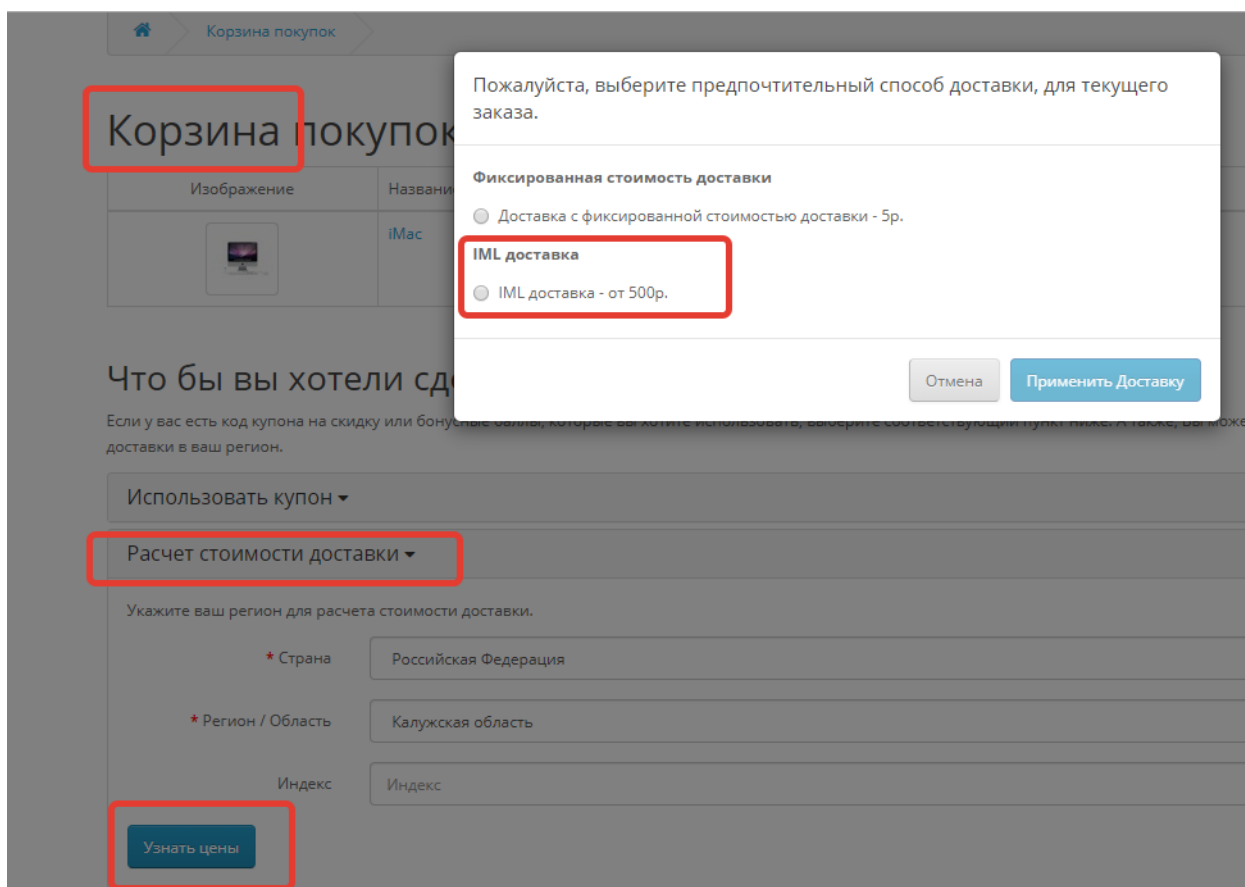 Корзина покупок
Пожалуйста, выберите предпочтительный способ доставки, для текущего
заказа.
Корзина покупок
Изображение
Фиксированная стоимость доставки
Доставка с фиксированной стоимостью доставки - 5р.
iMac
IML доставка
IML доставка - от 500р.
Отмена
Применить Доставку
Что бы вы хотели
Если у вас есть код купона на скидку или бонусные баллы, которые вы хотите использовать, выберите соответствующий пункт ниже. А также, Вы
доставки в ваш регион.
Использовать купон
Расчет стоимости доставки
Укажите ваш регион для расчета стоимости доставки.
* Страна
Российская Федерация
* Регион / Область
Калужская область
Индекс
Индекс
Узнать цены